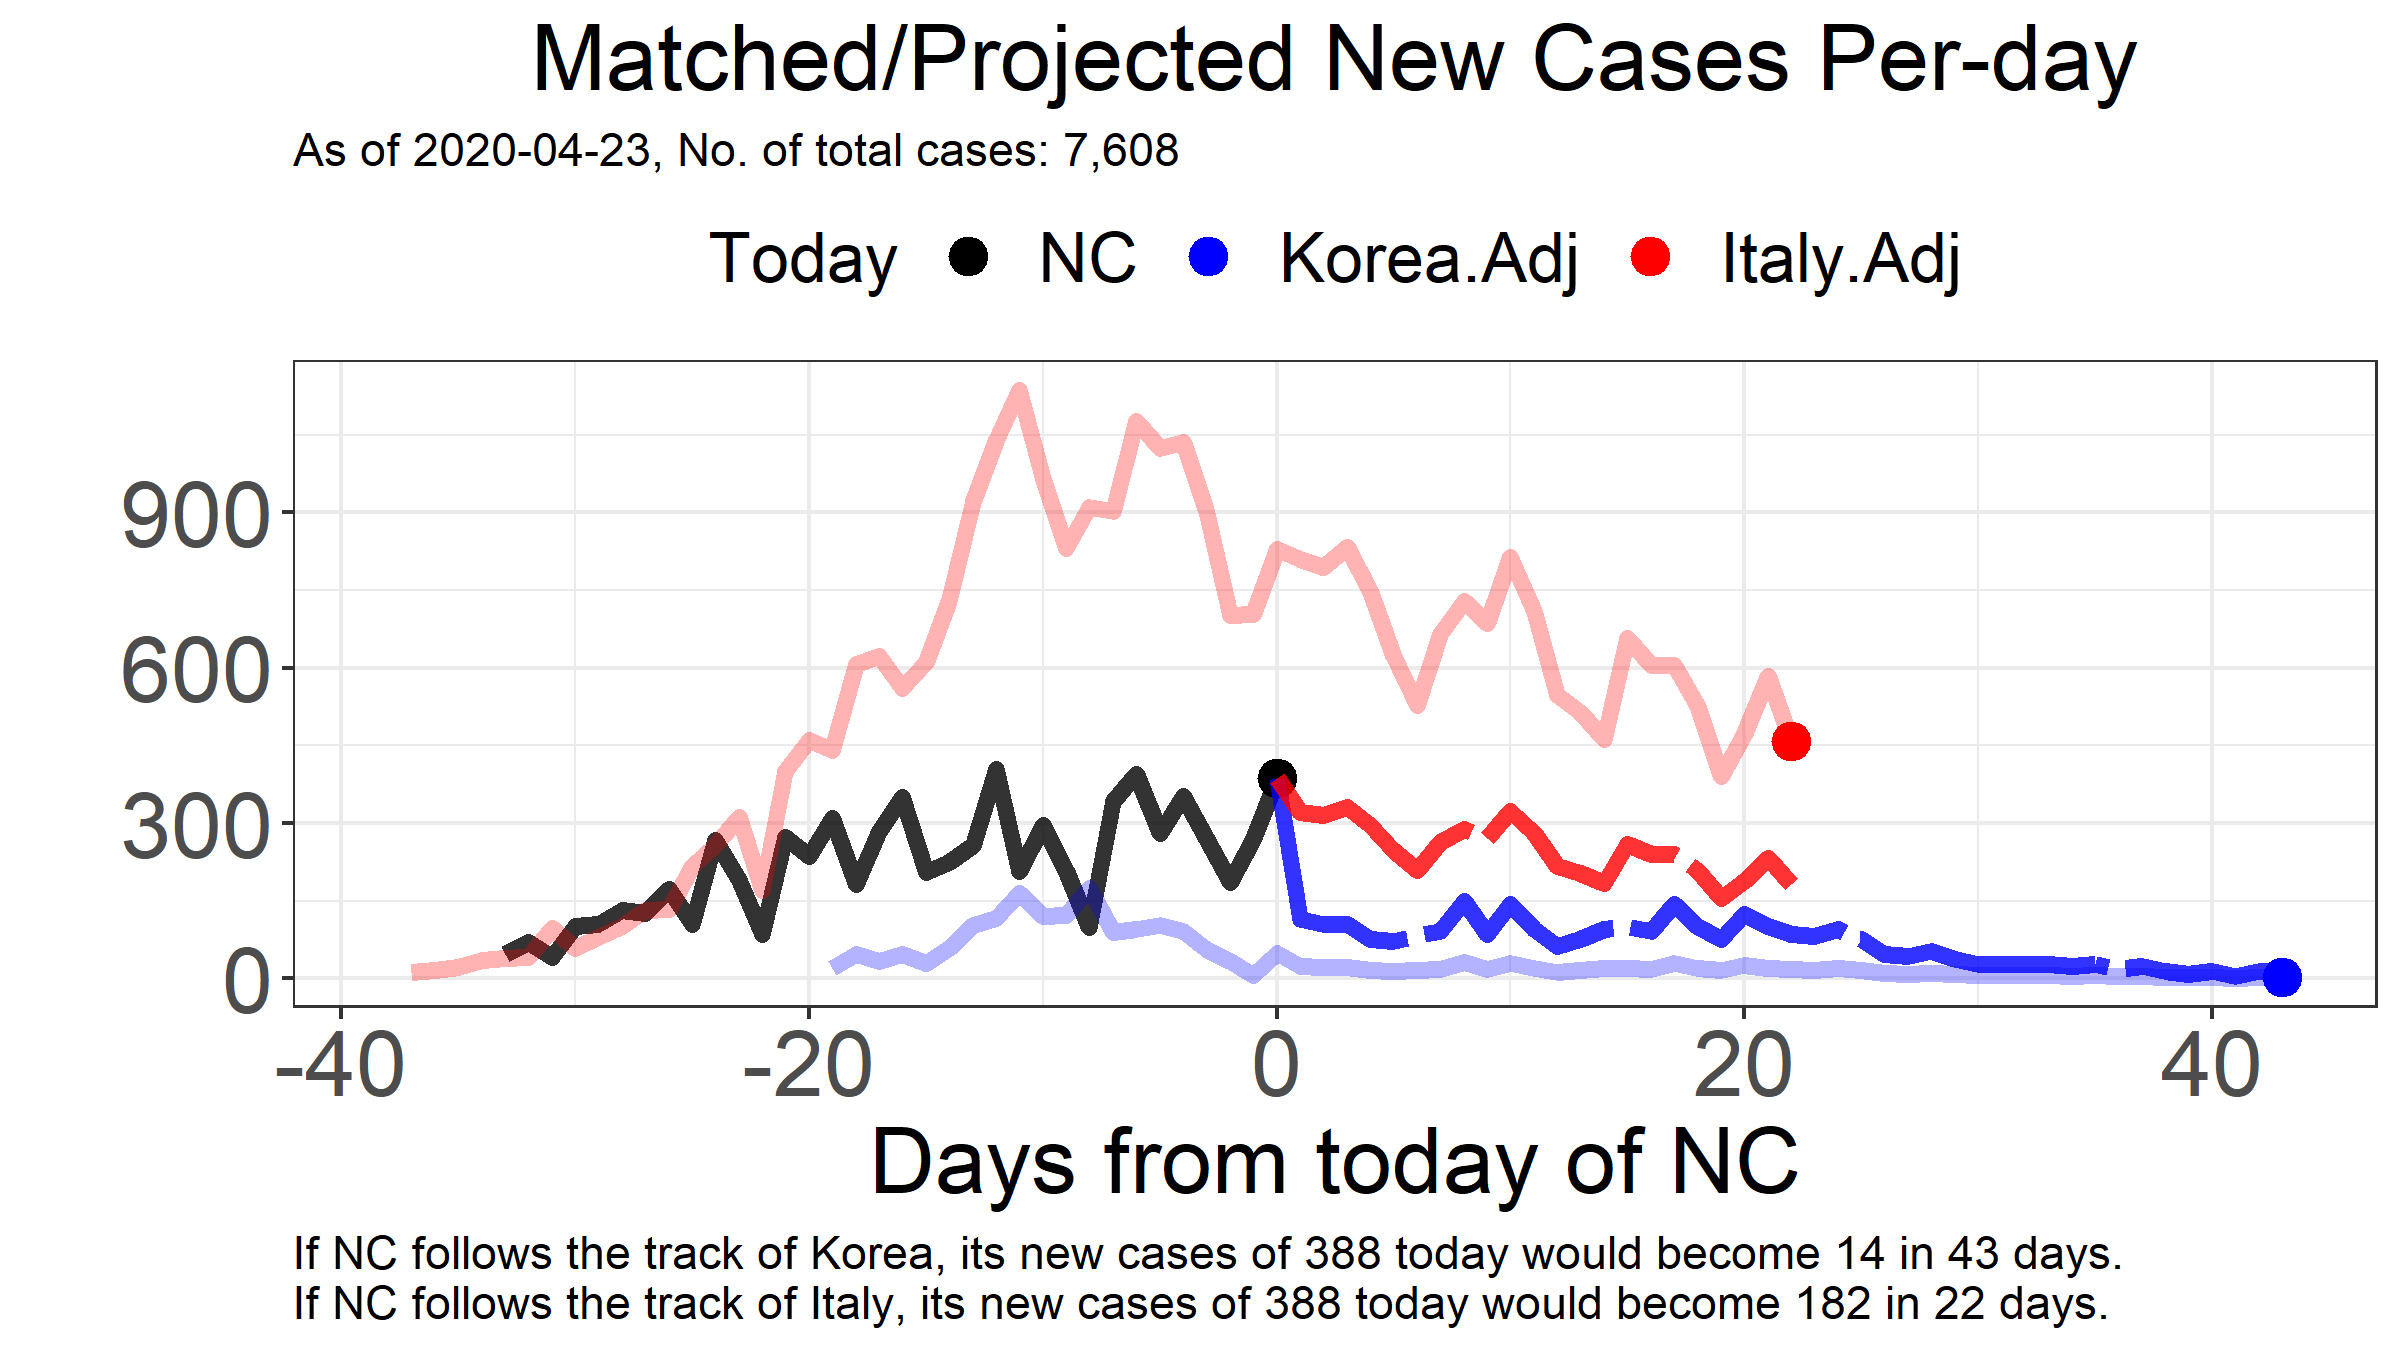 Matched/Projected New Cases Per-day
As of 2020-04-23, No. of total cases: 7,608
Today NC Korea.Adj Italy.Adj
900
600
300
0
-40 -20 0 20 40
Days from today of NC
If NC follows the track of Korea, its new cases of 388 today would become 14 in 43 days.
If NC follows the track of Italy, its new cases of 388 today would become 182 in 22 days.